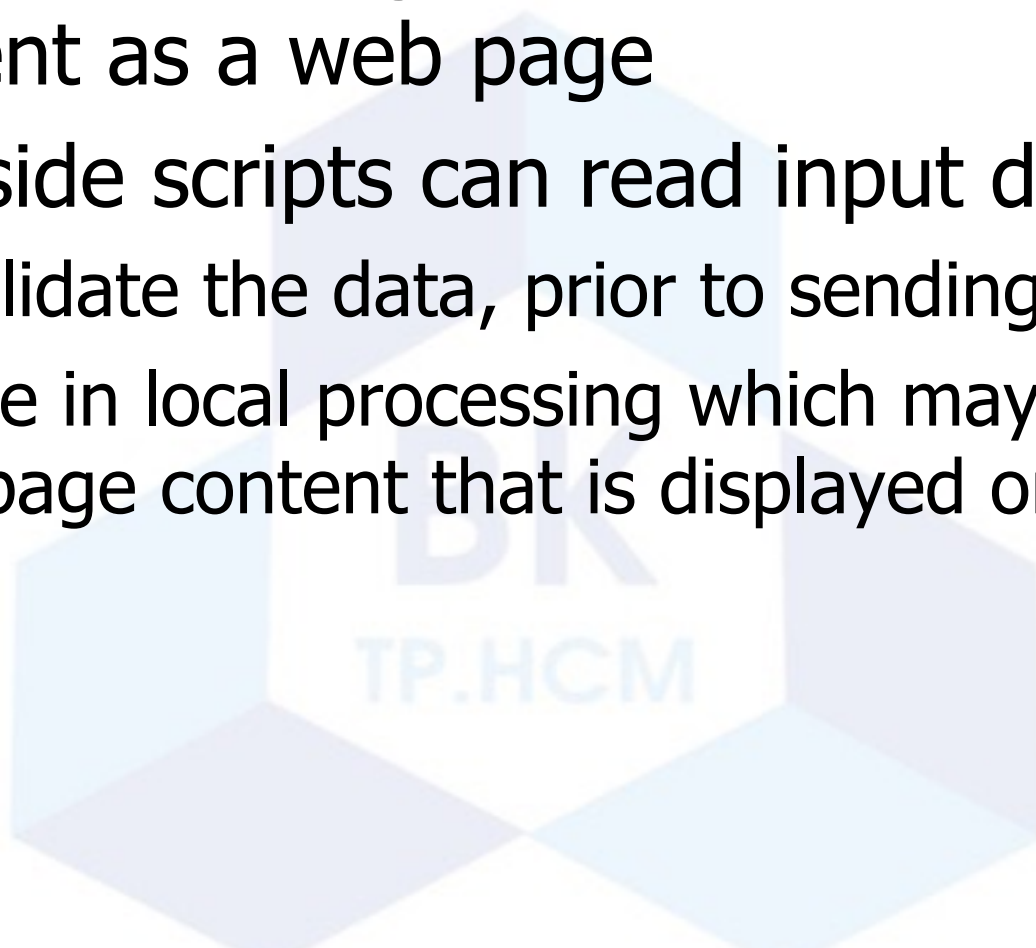 ent as a web page
side scripts can read input d
lidate the data, prior to sending
e in local processing which may
page content that is displayed o
BK
TP.HCM